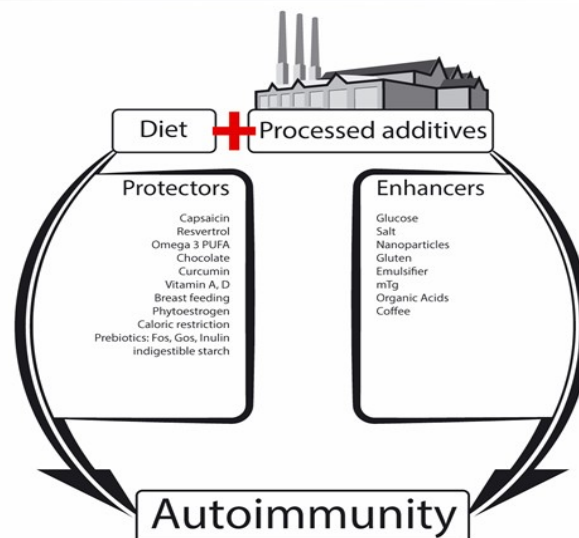 Diet
Processed additives
Protectors
Capsaicin
Resvertrol
Omega 3 PUFA
Chocolate
Curcumin
Vitamin A, D
Breast feeding
Phytoestrogen
Caloric restriction
Prebiotics: Fos, Gos, Inulin
indigestible starch
Enhancers
Glucose
Salt
Nanoparticles
Gluten
Emulsifier
mTg
Organic Acids
Coffee
Autoimmunity